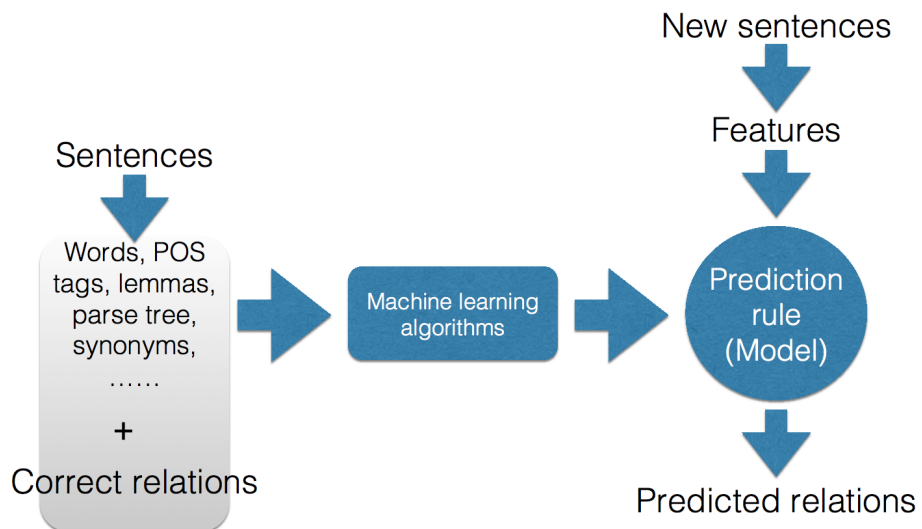 Sentences
Words, POS
tags, lemmas,
parse tree,
synonyms,
......
+
Correct relations
Machine learning
algorithms
New sentences
Features
Prediction
rule
(Model)
Predicted relations